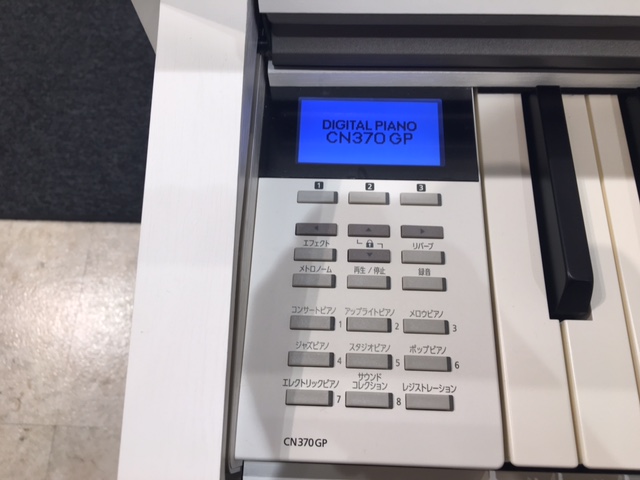 DIGITAL PIANO
CN370 GP
1 2 3
エフェクト リバーブ
メトロノーム 再生 / 停止 録音
コンサートピアノ アップライトピアノ メロウピアノ
1 2 3
ジャズピアノ スタジオピアノ ポップピアノ
4 5 6
エレクトリックピアノ サウンド
コレクション レジストレーション
7 8
CN370GP